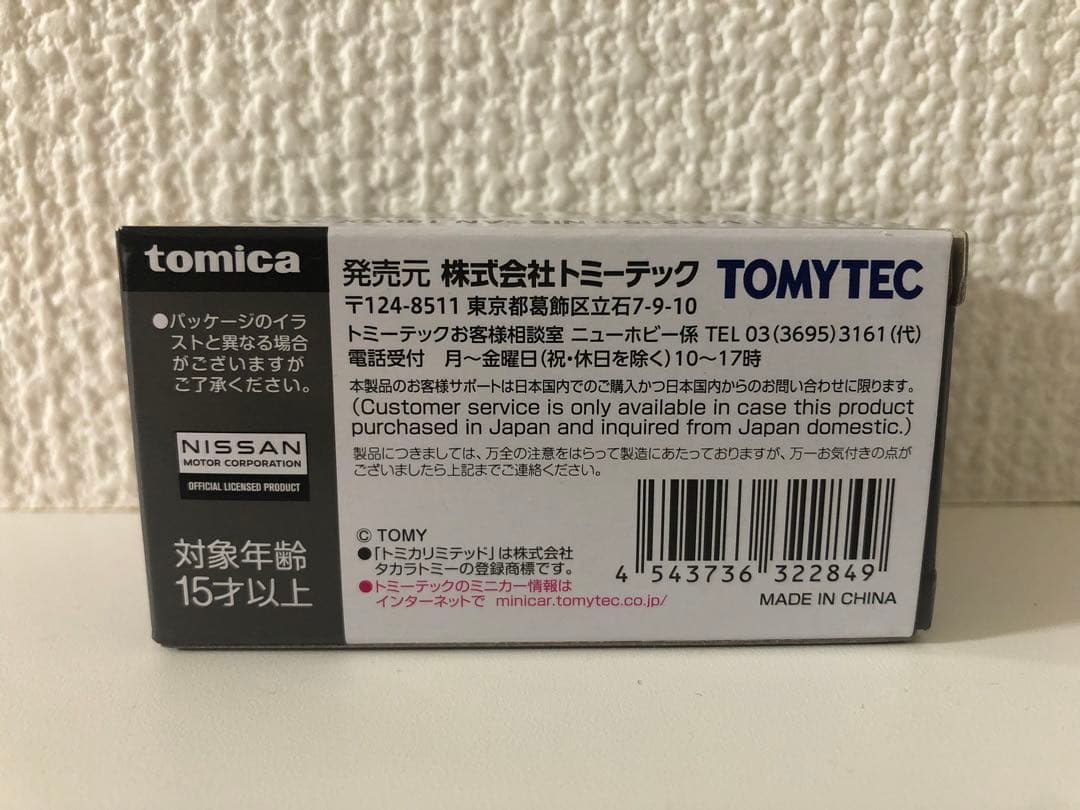 tomica
●パッケージのイラ
ストと異なる場合
がございますが
ご了承ください。
NISSAN
MOTOR CORPORATION
OFFICIAL LICENSED PRODUCT
対象年齢
15才以上
発売元 株式会社トミーテック TOMYTEC
〒124-8511 東京都葛飾区立石7-9-10
トミーテックお客様相談室 ニューホビー係 TEL 03(3695)3161(代)
電話受付 月～金曜日(祝・休日を除く)10～17時
本製品のお客様サポートは日本国内でのご購入かつ日本国内からのお問い合わせに限ります。
(Customer service is only available in case this product
purchased in Japan and inquired from Japan domestic.)
製品につきましては、万全の注意をはらって製造にあたっておりますが、万一お気付きの点が
ございましたら上記までご連絡ください。
© TOMY
●「トミカリミテッド」は株式会社
タカラトミーの登録商標です。
●トミーテックのミニカー情報は
インターネットで minicar.tomytec.co.jp/
4 543736 322849
MADE IN CHINA